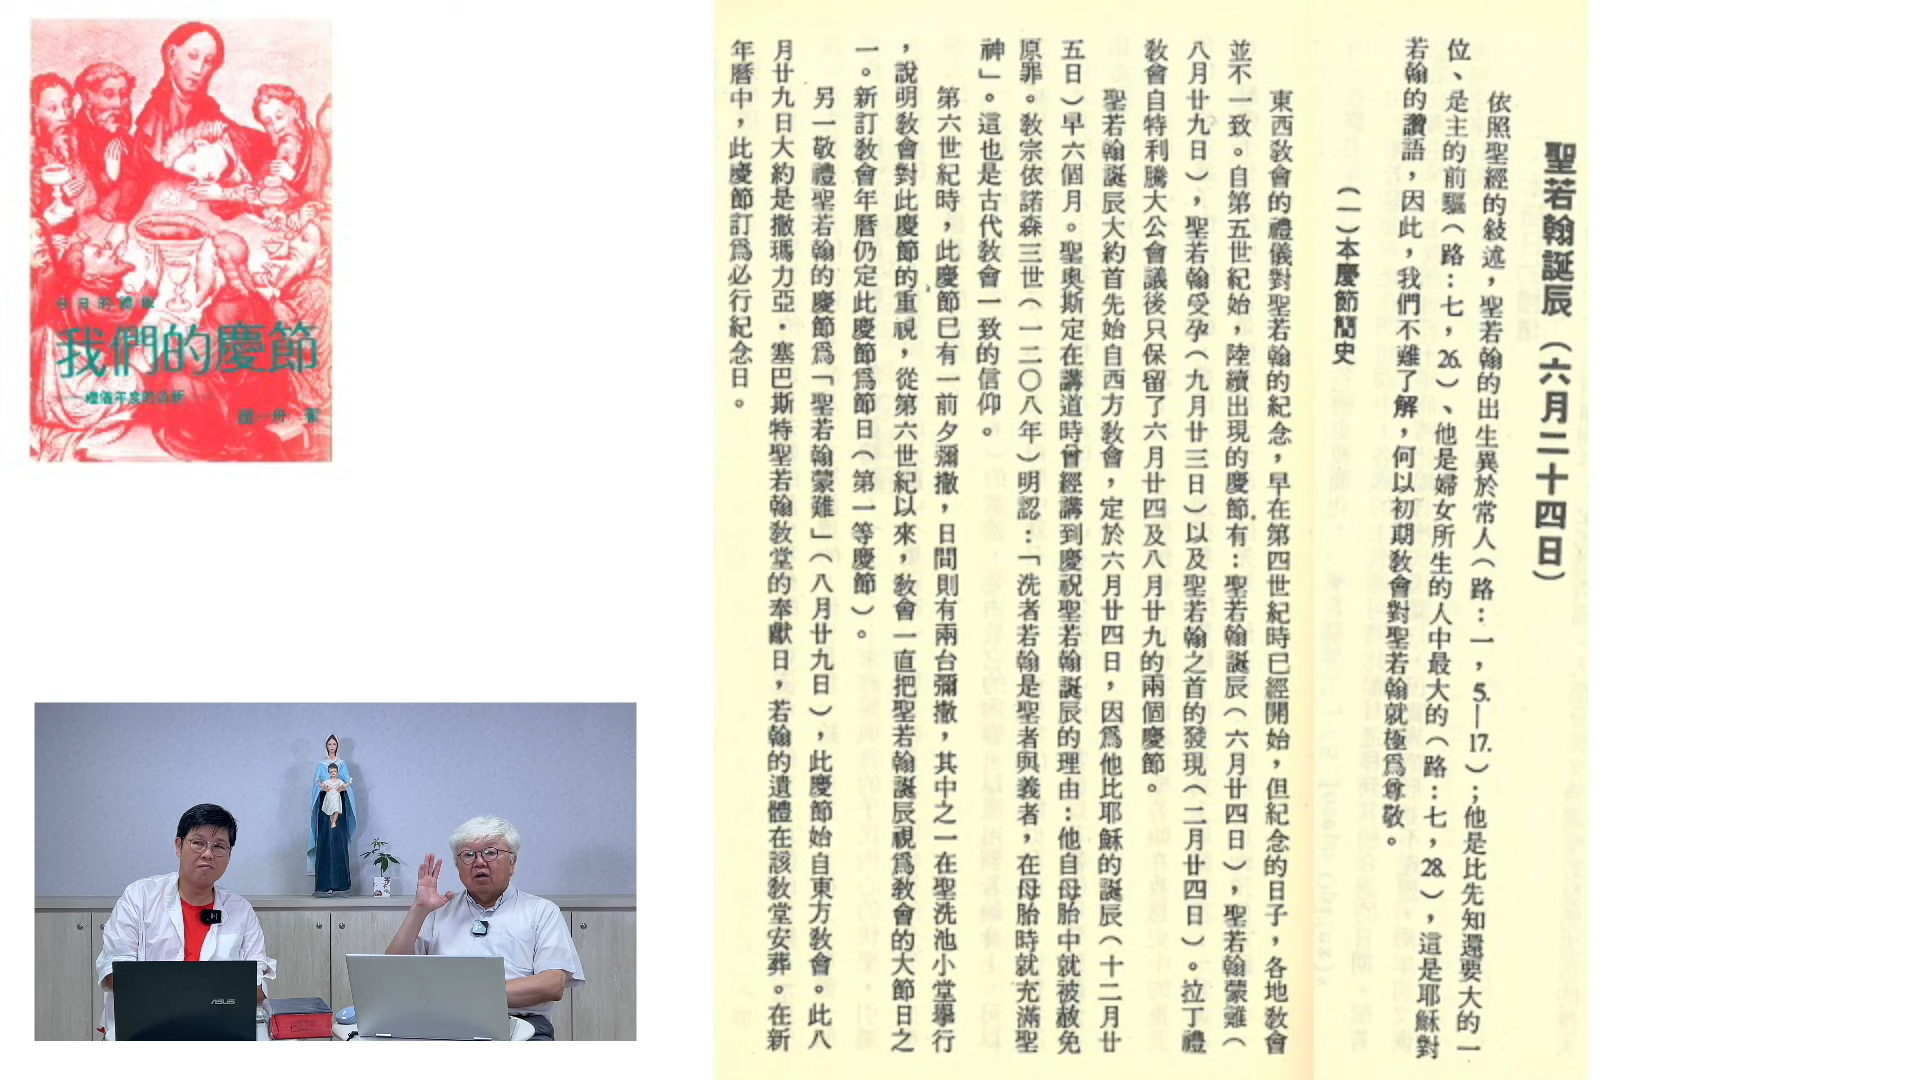 聖若翰誕辰（六月二十四日）
依照聖經的敍述，聖若翰的出生異於常人（路：一，5.—17.）；他是比先知還要大的一
位、是主的前驅（路：七，26.）、他是婦女所生的人中最大的（路：七，28.），這是耶穌對
若翰的讚語，因此，我們不難了解，何以初期敎會對聖若翰就極爲尊敬。
（一）本慶節簡史
東西敎會的禮儀對聖若翰的紀念，早在第四世紀時已經開始，但紀念的日子，各地敎會
並不一致。自第五世紀始，陸續出現的慶節有：聖若翰誕辰（六月廿四日），聖若翰蒙難（
八月廿九日），聖若翰受孕（九月廿三日）以及聖若翰之首的發現（二月廿四日）。拉丁禮
敎會自特利騰大公會議後只保留了六月廿四及八月廿九的兩個慶節。
聖若翰誕辰大約首先始自西方敎會，定於六月廿四日，因爲他比耶穌的誕辰（十二月廿
五日）早六個月。聖奥斯定在講道時曾經講到慶祝聖若翰誕辰的理由：他自母胎中就被赦免
原罪。敎宗依諾森三世（一二〇八年）明認：「洗者若翰是聖者與義者，在母胎時就充滿聖
神」。這也是古代敎會一致的信仰。
第六世紀時，此慶節已有一前夕彌撒，日間則有兩台彌撒，其中之一在聖洗池小堂舉行
，說明敎會對此慶節的重視，從第六世紀以來，敎會一直把聖若翰誕辰視爲敎會的大節日之
一。新訂敎會年曆仍定此慶節爲節日（第一等慶節）。
另一敬禮聖若翰的慶節爲「聖若翰蒙難」（八月廿九日），此慶節始自東方敎會。此八
月廿九日大約是撒瑪力亞．塞巴斯特聖若翰敎堂的奉獻日，若翰的遺體在該敎堂安葬。在新
年曆中，此慶節訂爲必行紀念日。
我們的慶節
ASUS